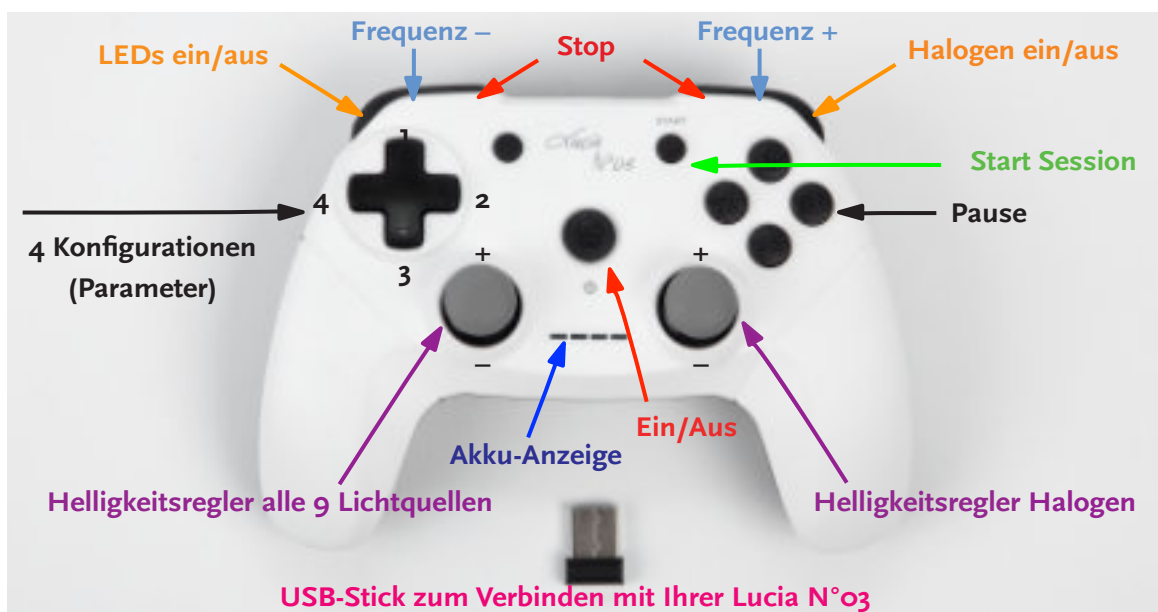 Frequenz –
Frequenz +
LEDs ein/aus
Stop
Halogen ein/aus
START
1
Start Session
4
2
Pause
4 Konfigurationen
(Parameter)
3
+
+
–
–
Ein/Aus
Akku-Anzeige
Helligkeitsregler alle 9 Lichtquellen
Helligkeitsregler Halogen
USB-Stick zum Verbinden mit Ihrer Lucia N°03